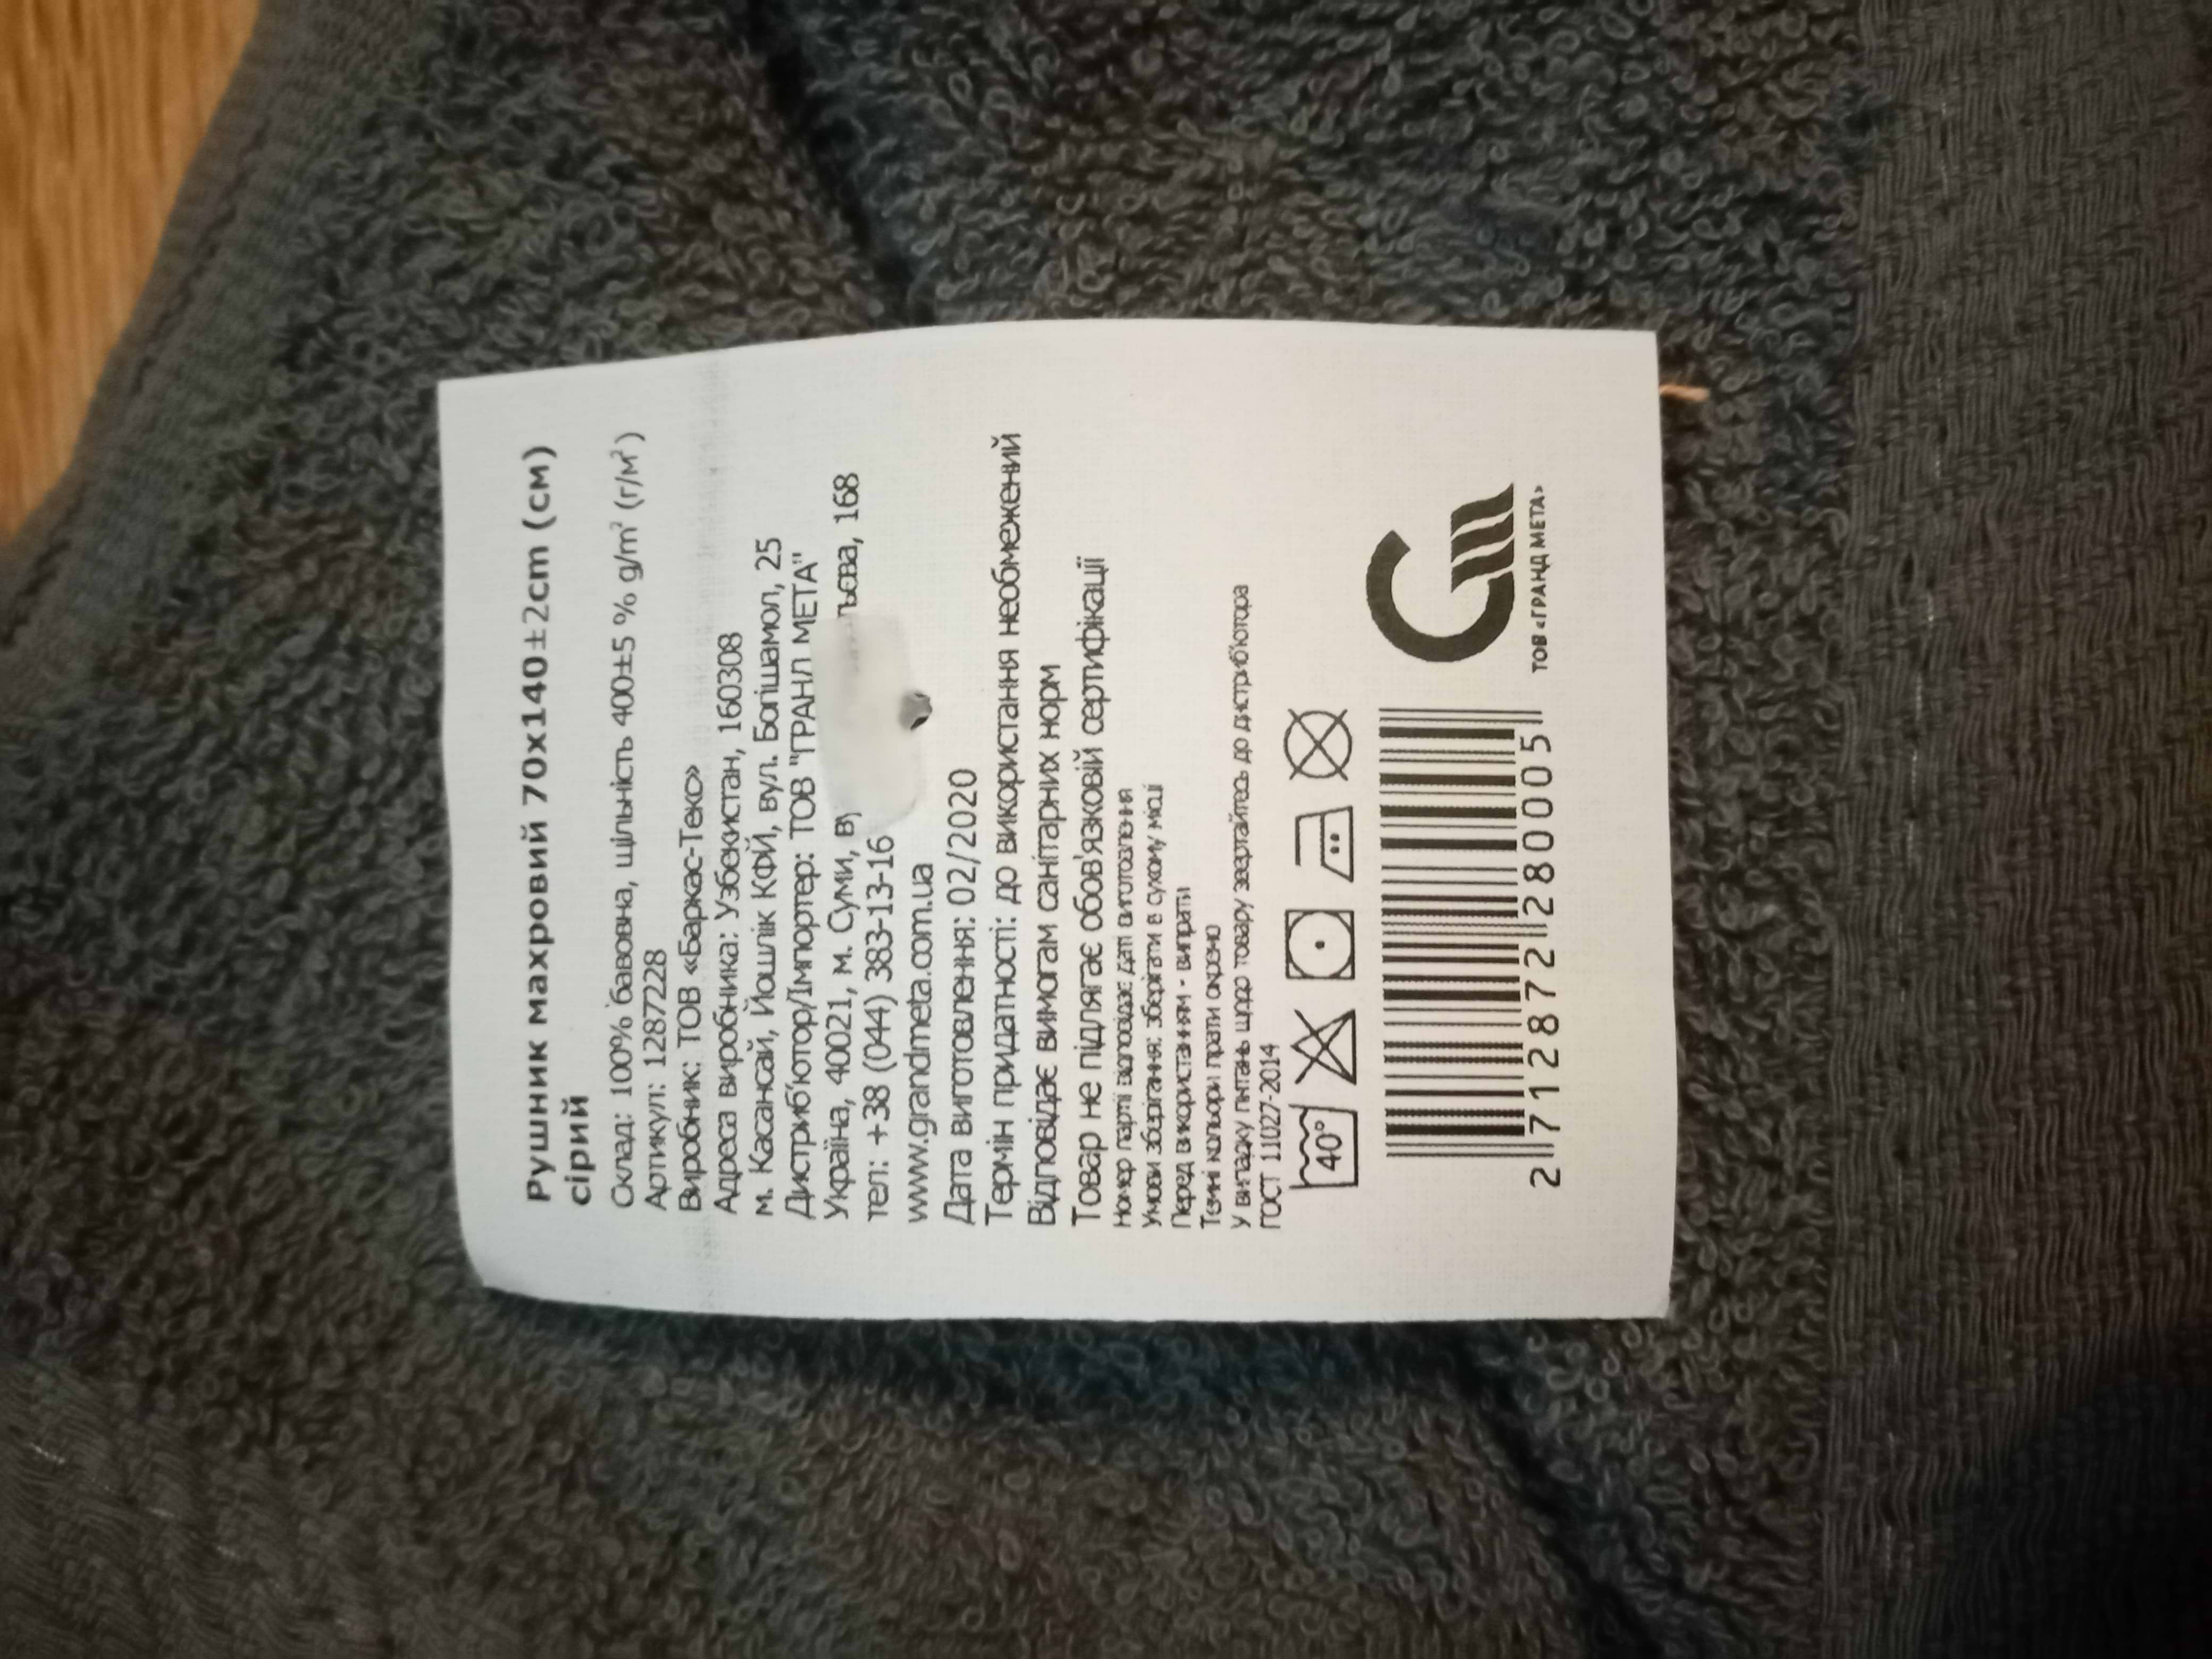 Рушник махровий 70х140±2cm (см)
сірий
Склад: 100% бавовна, щільність 400±5 % g/m² (г/м²)
Артикул: 1287228
Виробник: ТОВ «Баркас-Текс»
Адреса виробника: Узбекистан, 160308
м. Касансай, Йошлік КФЙ, вул. Богішамол, 25
Дистриб'ютор/Імпортер: ТОВ "ГРАНД МЕТА"
Україна, 40021, м. Суми, 168
тел: +38 (044) 383-13-16
www.grandmeta.com.ua
Дата виготовлення: 02/2020
Термін придатності: до використання необмежений
Відповідає вимогам санітарних норм
Товар не підлягає обов'язковій сертифікації
Номер партії відповідає даті виготовлення
Умови зберігання: зберігати в сухому місці
Перед використанням - випрати
Темні кольори прати окремо
У випадку питань щодо товару звертайтесь до дистриб'ютора
ГОСТ 11027-2014
40°
2712872280005
ТОВ «ГРАНД МЕТА»